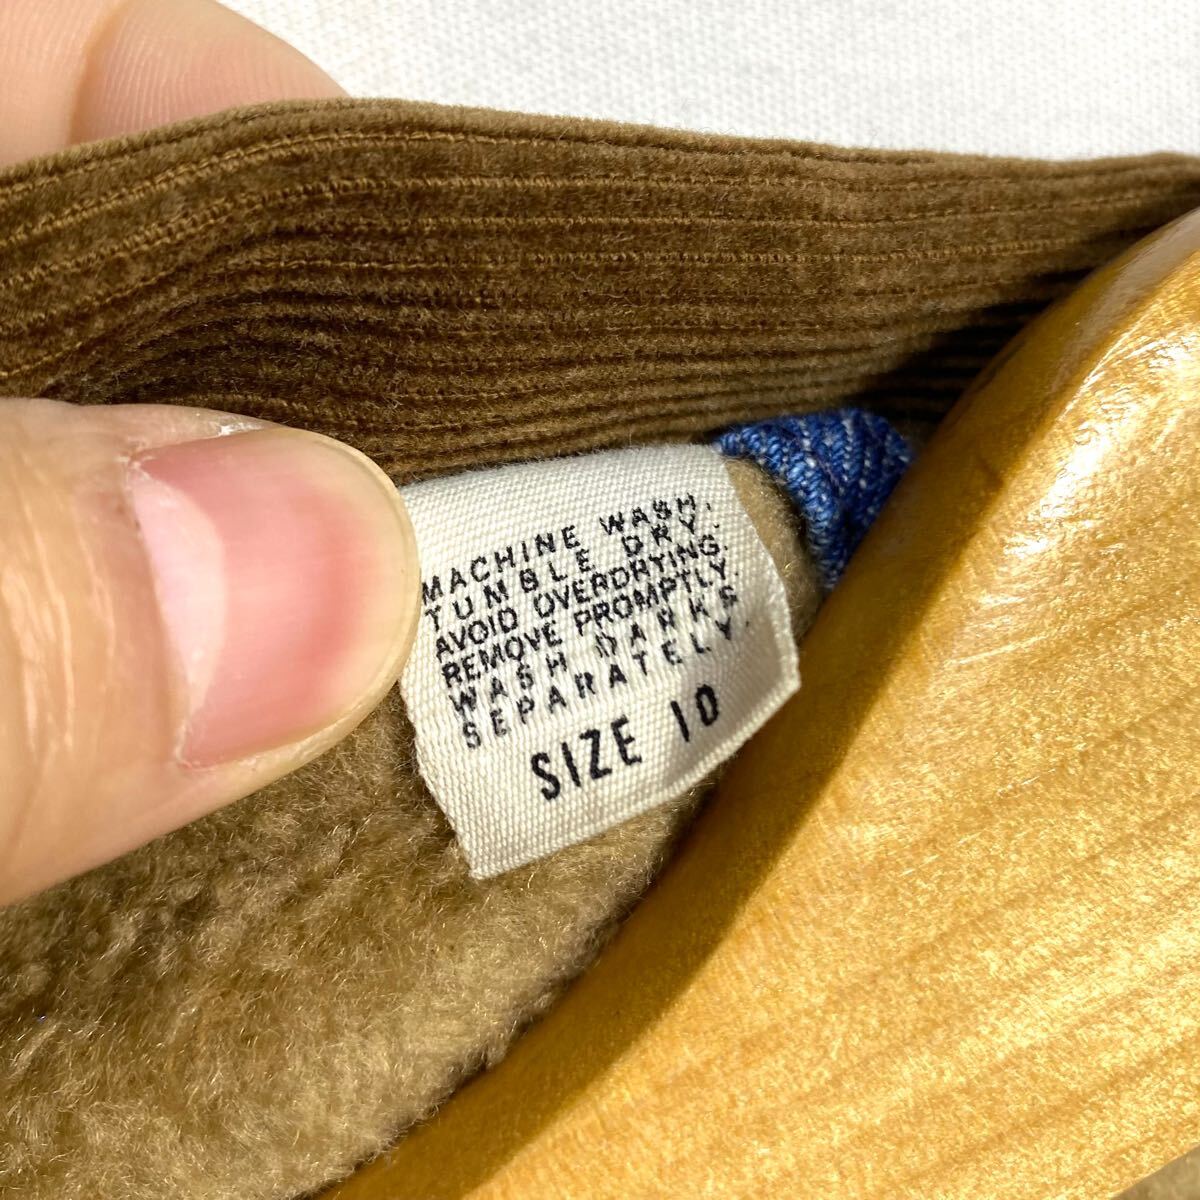 MACHINE WASH.
TUMBLE DRY.
AVOID OVERDRYING.
REMOVE PROMPTLY.
WASH DARKS
SEPARATELY.
SIZE 10